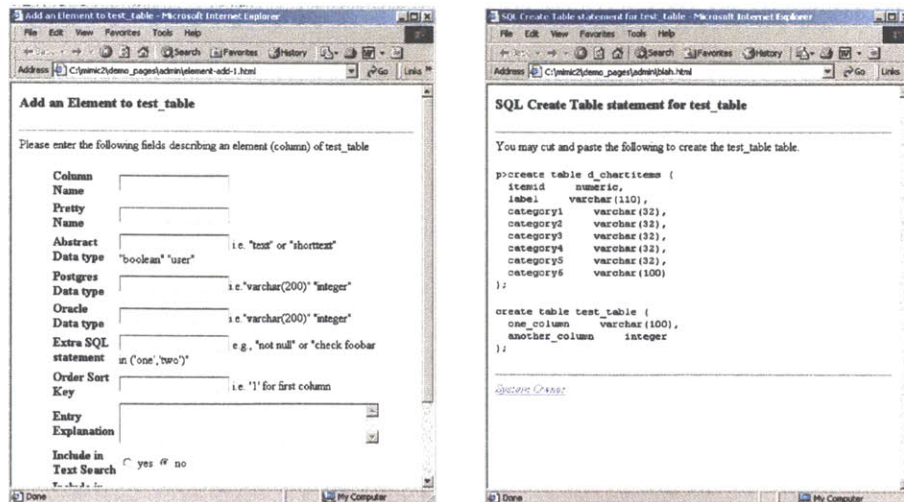 Add an Element to test_table - Microsoft Internet Explorer
File Edit View Favorites Tools Help
Search Favorites History
Address C:\mimic2\demo_pages\admin\element-add-1.html Go Links »
Add an Element to test_table
Please enter the following fields describing an element (column) of test_table
Column
Name
Pretty
Name
Abstract i.e. "text" or "shorttext"
Data type "boolean" "user"
Postgres
Data type i.e."varchar(200)" "integer"
Oracle
Data type i.e."varchar(200)" "integer"
Extra SQL e.g., "not null" or "check foobar
statement in ('one','two')"
Order Sort
Key i.e. '1' for first column
Entry
Explanation
Include in
Text Search yes no
Include in
Done My Computer
SQL Create Table statement for test_table - Microsoft Internet Explorer
File Edit View Favorites Tools Help
Search Favorites History
Address C:\mimic2\demo_pages\admin\blah.html Go Links
SQL Create Table statement for test_table
You may cut and paste the following to create the test_table table.
p>create table d_chartitems (
itemid numeric,
label varchar(110),
category1 varchar(32),
category2 varchar(32),
category3 varchar(32),
category4 varchar(32),
category5 varchar(32),
category6 varchar(100)
);
create table test_table (
one_column varchar(100),
another_column integer
);
System Owner
Done My Computer